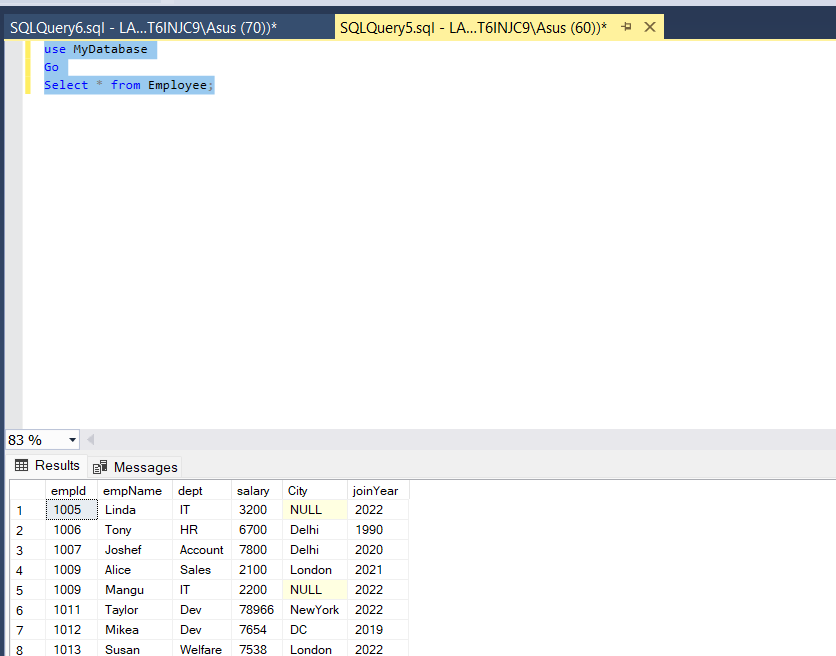 SQLQuery6.sql - LA...T6INJC9\Asus (70))* SQLQuery5.sql - LA...T6INJC9\Asus (60))*
use MyDatabase
Go
Select * from Employee;
83 %
Results Messages
empId empName dept salary City joinYear
1 1005 Linda IT 3200 NULL 2022
2 1006 Tony HR 6700 Delhi 1990
3 1007 Joshef Account 7800 Delhi 2020
4 1009 Alice Sales 2100 London 2021
5 1009 Mangu IT 2200 NULL 2022
6 1011 Taylor Dev 78966 NewYork 2022
7 1012 Mikea Dev 7654 DC 2019
8 1013 Susan Welfare 7538 London 2022